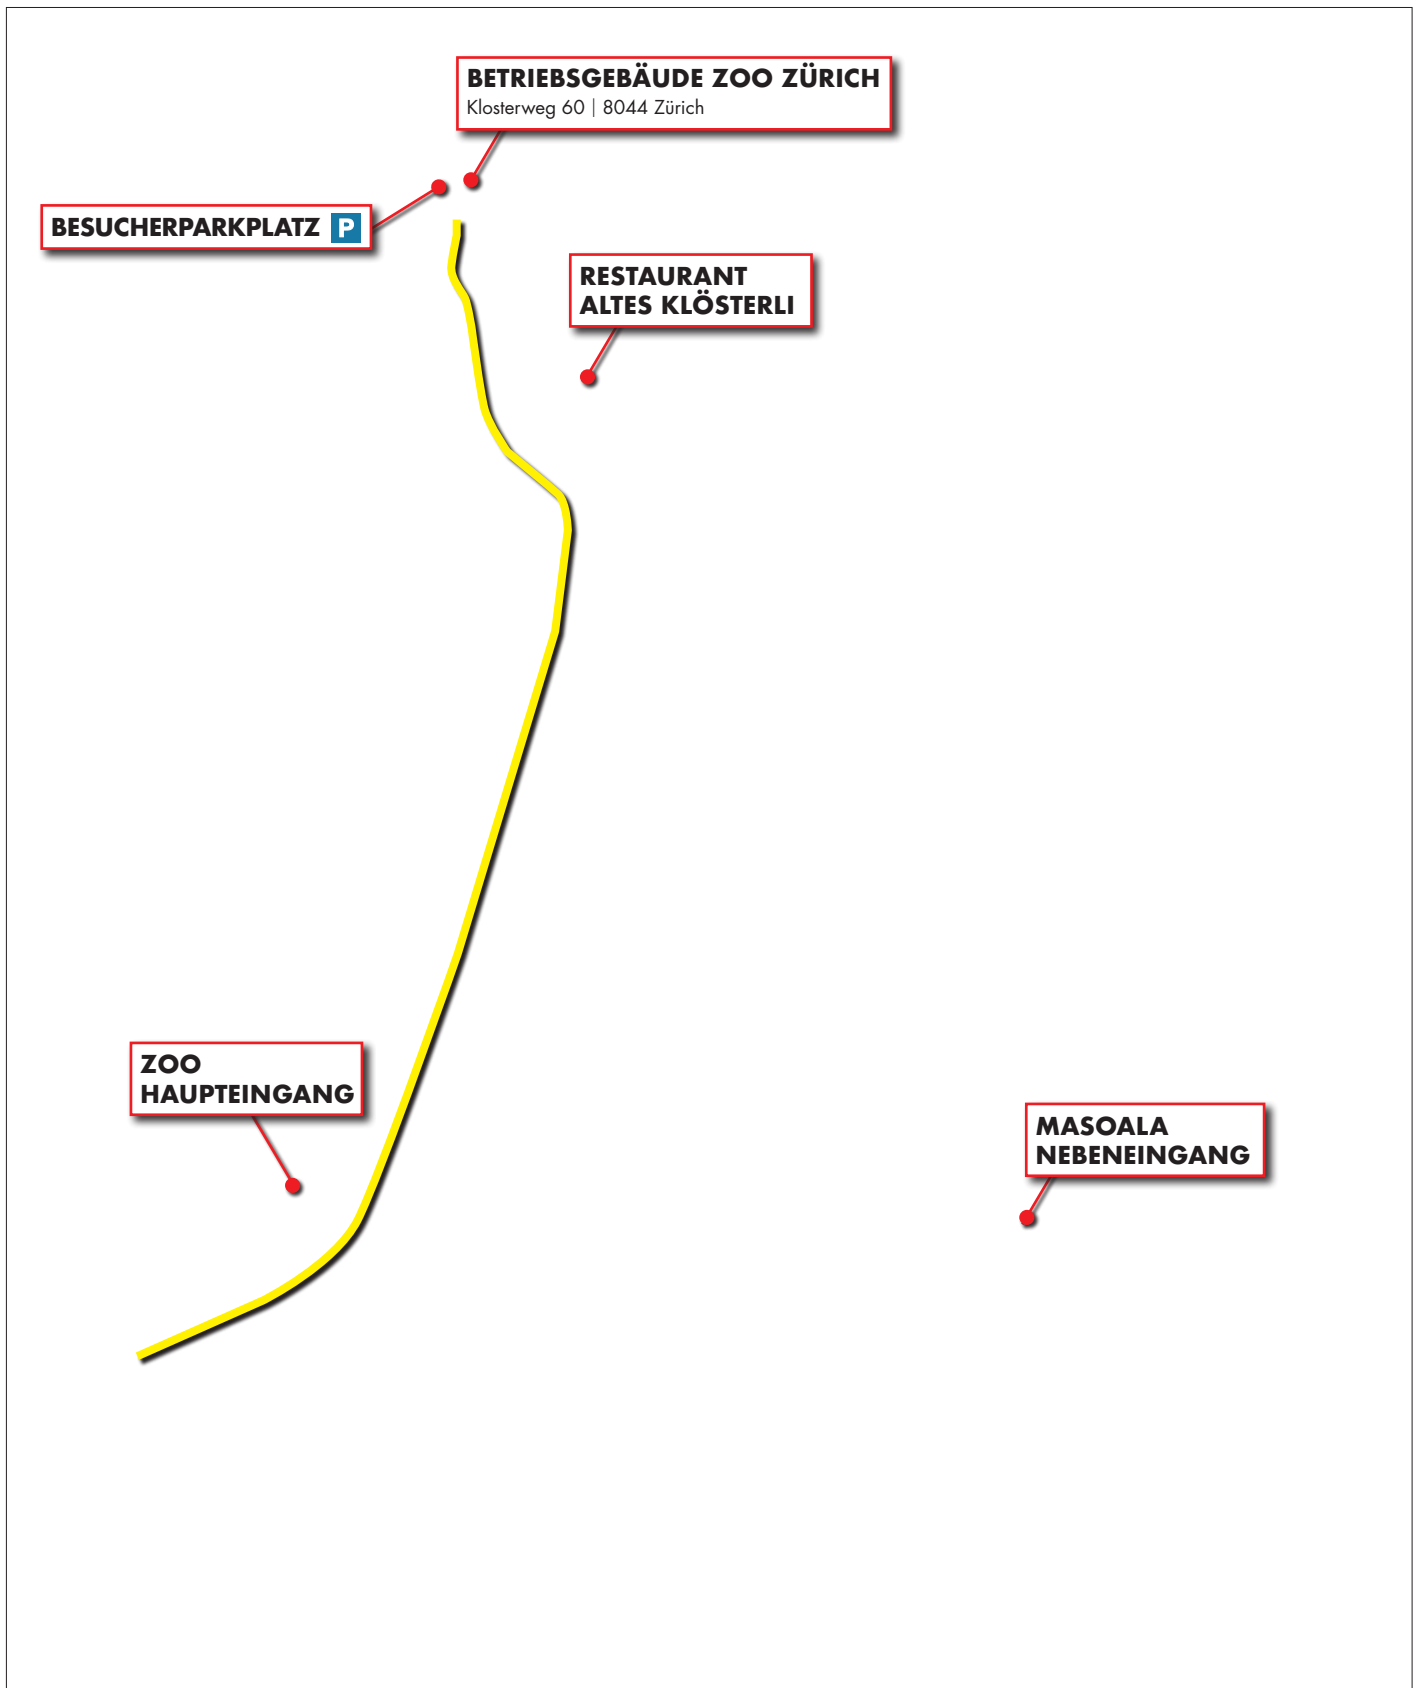 BETRIEBSGEBÄUDE ZOO ZÜRICH
Klosterweg 60 | 8044 Zürich
BESUCHERPARKPLATZ P
RESTAURANT
ALTES KLÖSTERLI
ZOO
HAUPTEINGANG
MASOALA
NEBENEINGANG